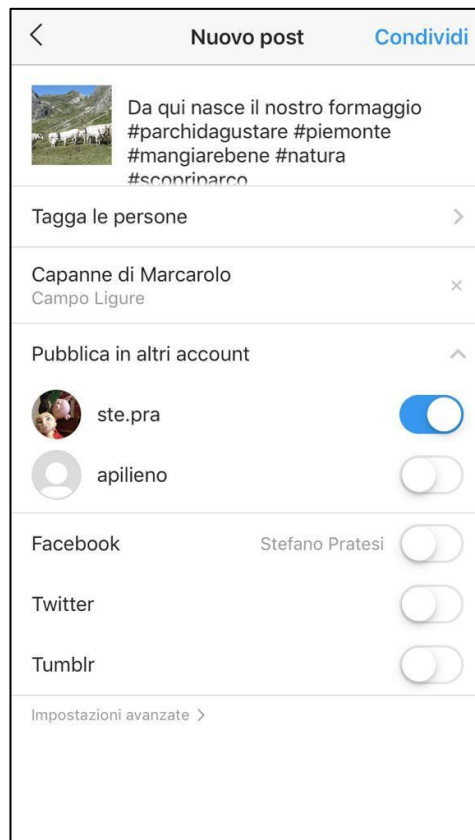 Nuovo post
Condividi
Da qui nasce il nostro formaggio
#parchidagustare #piemonte
#mangiarebene #natura
#scopriparco
Tagga le persone
Capanne di Marcarolo
Campo Ligure
Pubblica in altri account
ste.pra
apilieno
Facebook
Stefano Pratesi
Twitter
Tumblr
Impostazioni avanzate